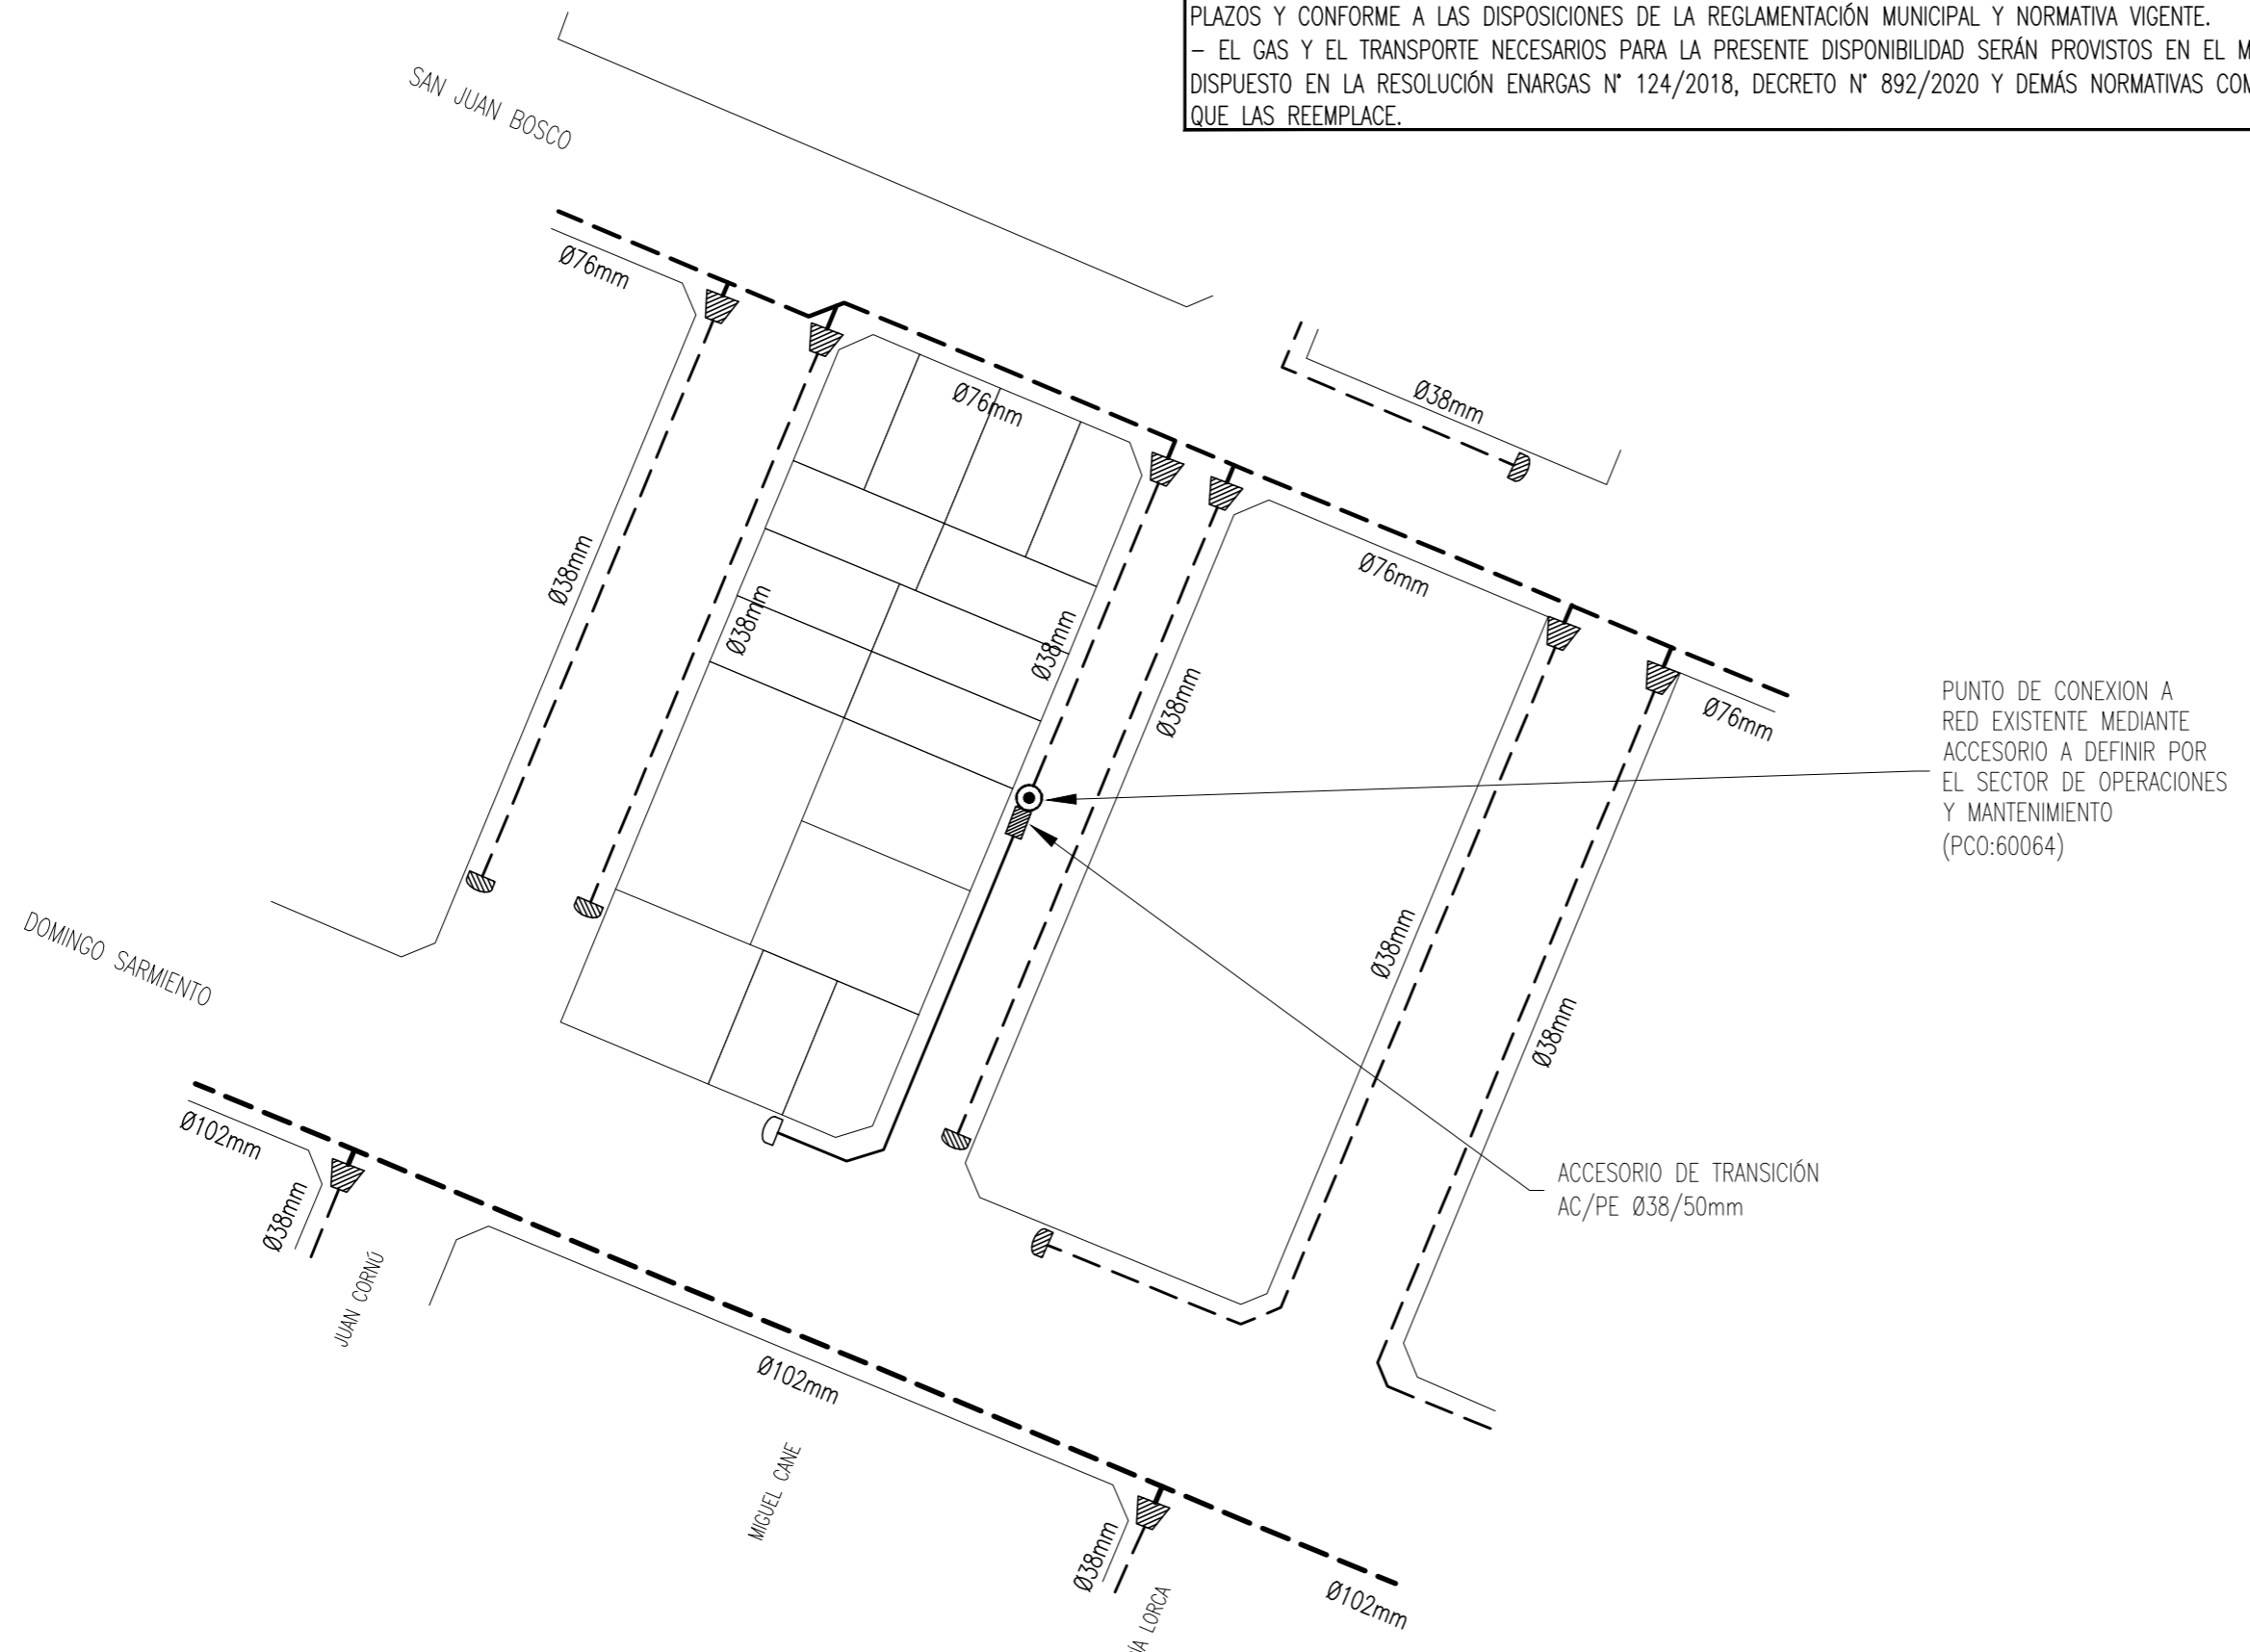 PLAZOS Y CONFORME A LAS DISPOSICIONES DE LA REGLAMENTACIÓN MUNICIPAL Y NORMATIVA VIGENTE.
– EL GAS Y EL TRANSPORTE NECESARIOS PARA LA PRESENTE DISPONIBILIDAD SERÁN PROVISTOS EN EL
DISPUESTO EN LA RESOLUCIÓN ENARGAS N° 124/2018, DECRETO N° 892/2020 Y DEMÁS NORMATIVAS
QUE LAS REEMPLACE.
SAN JUAN BOSCO
Ø76mm
Ø76mm
Ø38mm
Ø76mm
Ø38mm
Ø38mm
Ø38mm
Ø38mm
Ø76mm
PUNTO DE CONEXION A
RED EXISTENTE MEDIANTE
ACCESORIO A DEFINIR POR
EL SECTOR DE OPERACIONES
Y MANTENIMIENTO
(PCO:60064)
DOMINGO SARMIENTO
Ø38mm
Ø38mm
Ø102mm
Ø38mm
ACCESORIO DE TRANSICIÓN
AC/PE Ø38/50mm
JUAN CORNÚ
Ø102mm
MIGUEL CANE
Ø38mm
Ø102mm
LORCA